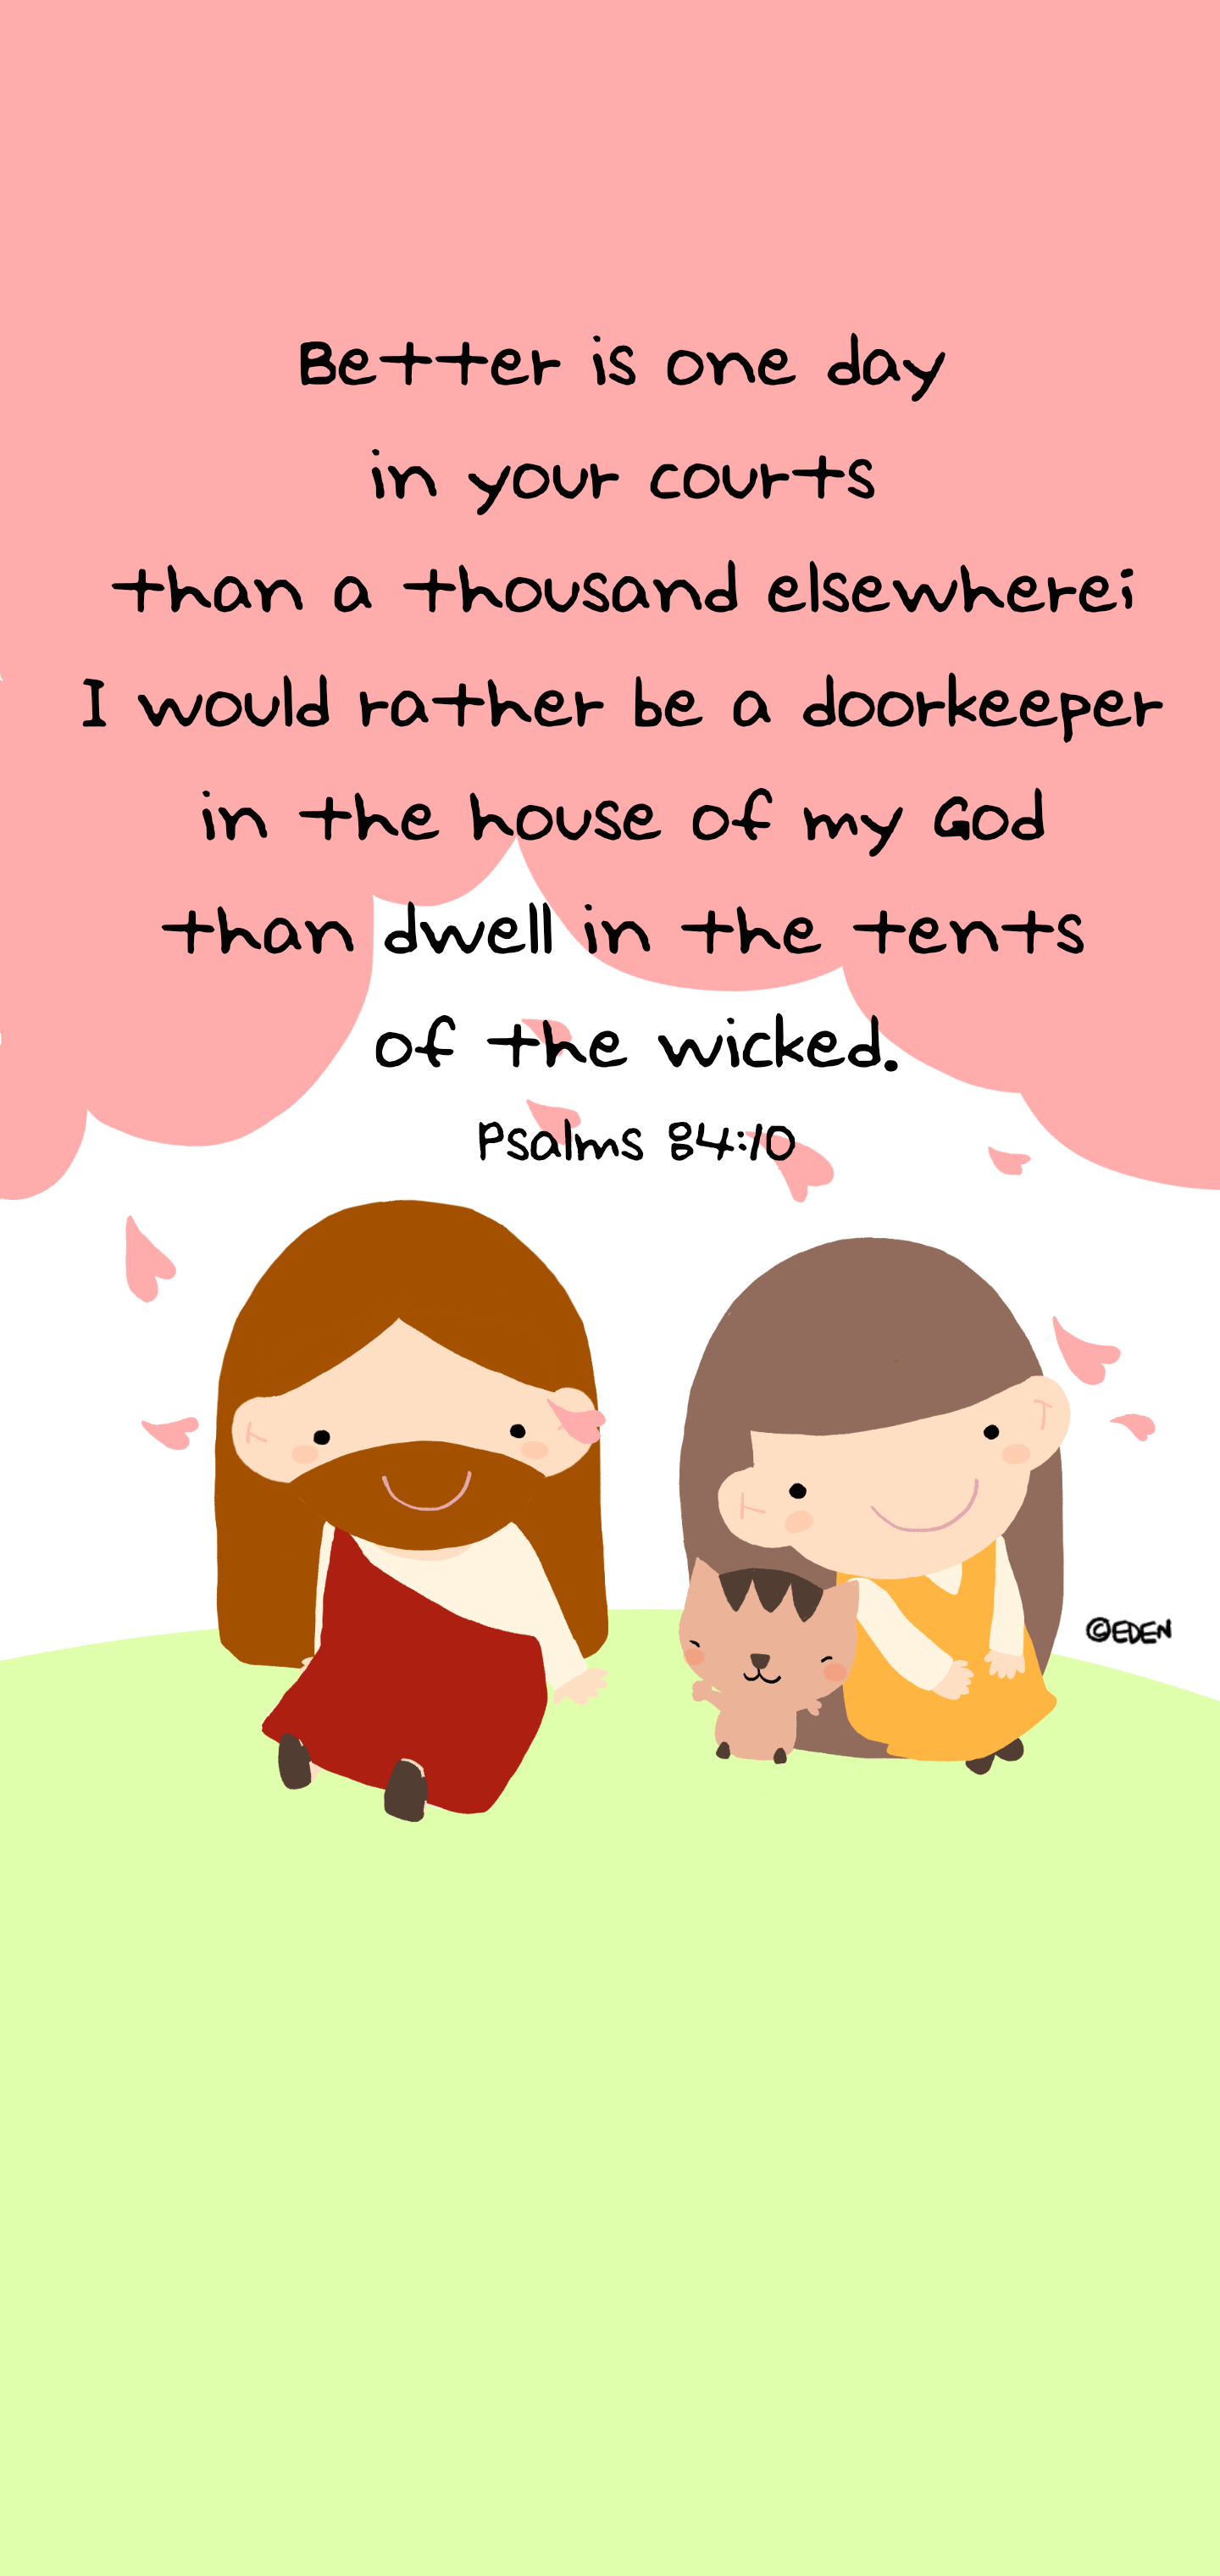 Better is one day
in your courts
than a thousand elsewhere;
I would rather be a doorkeeper
in the house of my God
than dwell in the tents
of the wicked.
Psalms 84:10
©EDEN